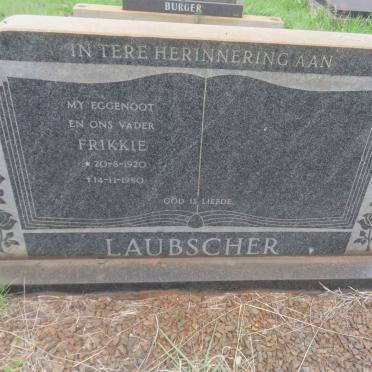 BURGER
IN TERE HERINNERING AAN
MY EGGENOOT
EN ONS VADER
FRIKKIE
*20-8-1920
†14-11-1980
GOD IS LIEFDE
LAUBSCHER